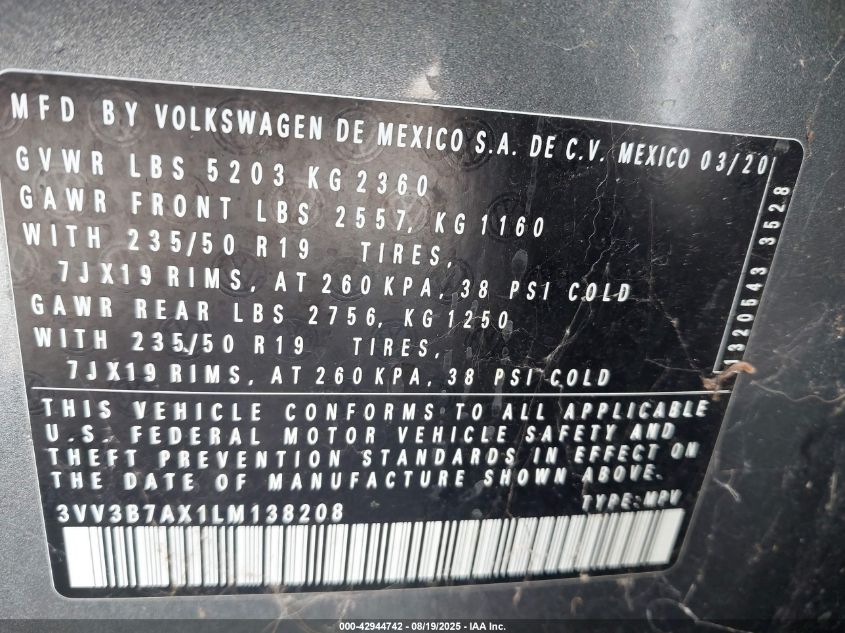 MFD BY VOLKSWAGEN DE MEXICO S.A. DE C.V. MEXICO 03/20
GVWR LBS 5203 KG 2360
GAWR FRONT LBS 2557, KG 1160
WITH 235/50 R19 TIRES,
7JX19 RIMS, AT 260 KPA, 38 PSI COLD
GAWR REAR LBS 2756, KG 1250
WITH 235/50 R19 TIRES,
7JX19 RIMS, AT 260 KPA, 38 PSI COLD
1320543 3528
THIS VEHICLE CONFORMS TO ALL APPLICABLE
U.S. FEDERAL MOTOR VEHICLE SAFETY AND
THEFT PREVENTION STANDARDS IN EFFECT ON
THE DATE OF MANUFACTURE SHOWN ABOVE.
3VV3B7AX1LM138208 TYPE: MPV
000-42944742 - 08/19/2025 - IAA Inc.